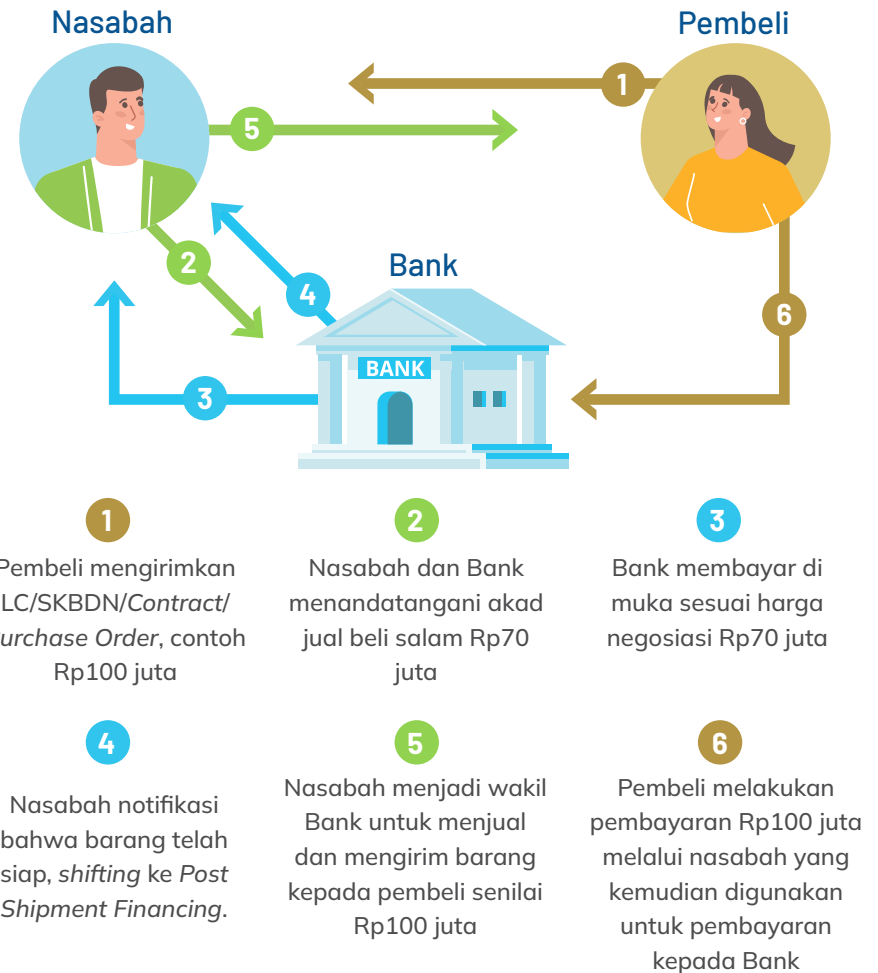 Nasabah
Pembeli
1
5
2
Bank
4
6
BANK
3
1
Pembeli mengirimkan
LC/SKBDN/Contract/
urchase Order, contoh
Rp100 juta
2
Nasabah dan Bank
menandatangani akad
jual beli salam Rp70
juta
3
Bank membayar di
muka sesuai harga
negosiasi Rp70 juta
4
Nasabah notifikasi
bahwa barang telah
siap, shifting ke Post
Shipment Financing.
5
Nasabah menjadi wakil
Bank untuk menjual
dan mengirim barang
kepada pembeli senilai
Rp100 juta
6
Pembeli melakukan
pembayaran Rp100 juta
melalui nasabah yang
kemudian digunakan
untuk pembayaran
kepada Bank